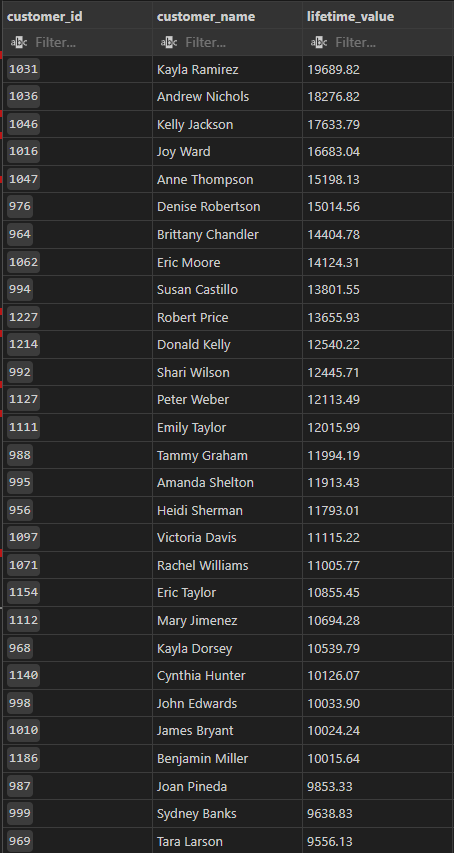 customer_id customer_name lifetime_value
abc Filter... abc Filter... abc Filter...
1031 Kayla Ramirez 19689.82
1036 Andrew Nichols 18276.82
1046 Kelly Jackson 17633.79
1016 Joy Ward 16683.04
1047 Anne Thompson 15198.13
976 Denise Robertson 15014.56
964 Brittany Chandler 14404.78
1062 Eric Moore 14124.31
994 Susan Castillo 13801.55
1227 Robert Price 13655.93
1214 Donald Kelly 12540.22
992 Shari Wilson 12445.71
1127 Peter Weber 12113.49
1111 Emily Taylor 12015.99
988 Tammy Graham 11994.19
995 Amanda Shelton 11913.43
956 Heidi Sherman 11793.01
1097 Victoria Davis 11115.22
1071 Rachel Williams 11005.77
1154 Eric Taylor 10855.45
1112 Mary Jimenez 10694.28
968 Kayla Dorsey 10539.79
1140 Cynthia Hunter 10126.07
998 John Edwards 10033.90
1010 James Bryant 10024.24
1186 Benjamin Miller 10015.64
987 Joan Pineda 9853.33
999 Sydney Banks 9638.83
969 Tara Larson 9556.13